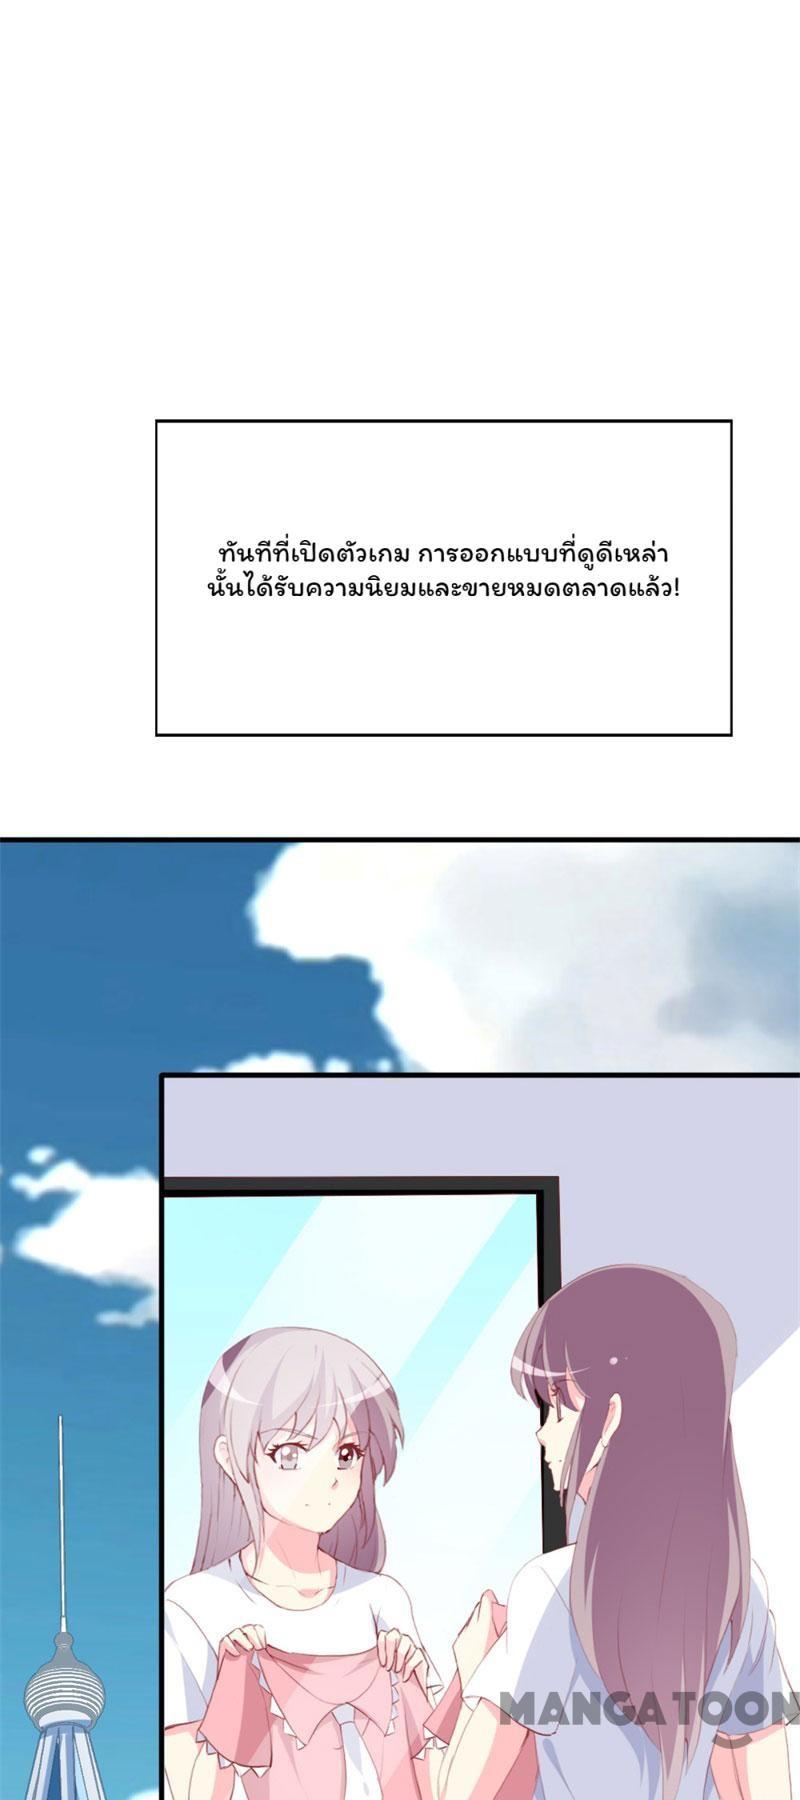 ทันทีที่เปิดตัวเกม การออกแบบที่ดูดีเหล่า
นั้นได้รับความนิยมและขายหมดตลาดแล้ว!
MANGATOON